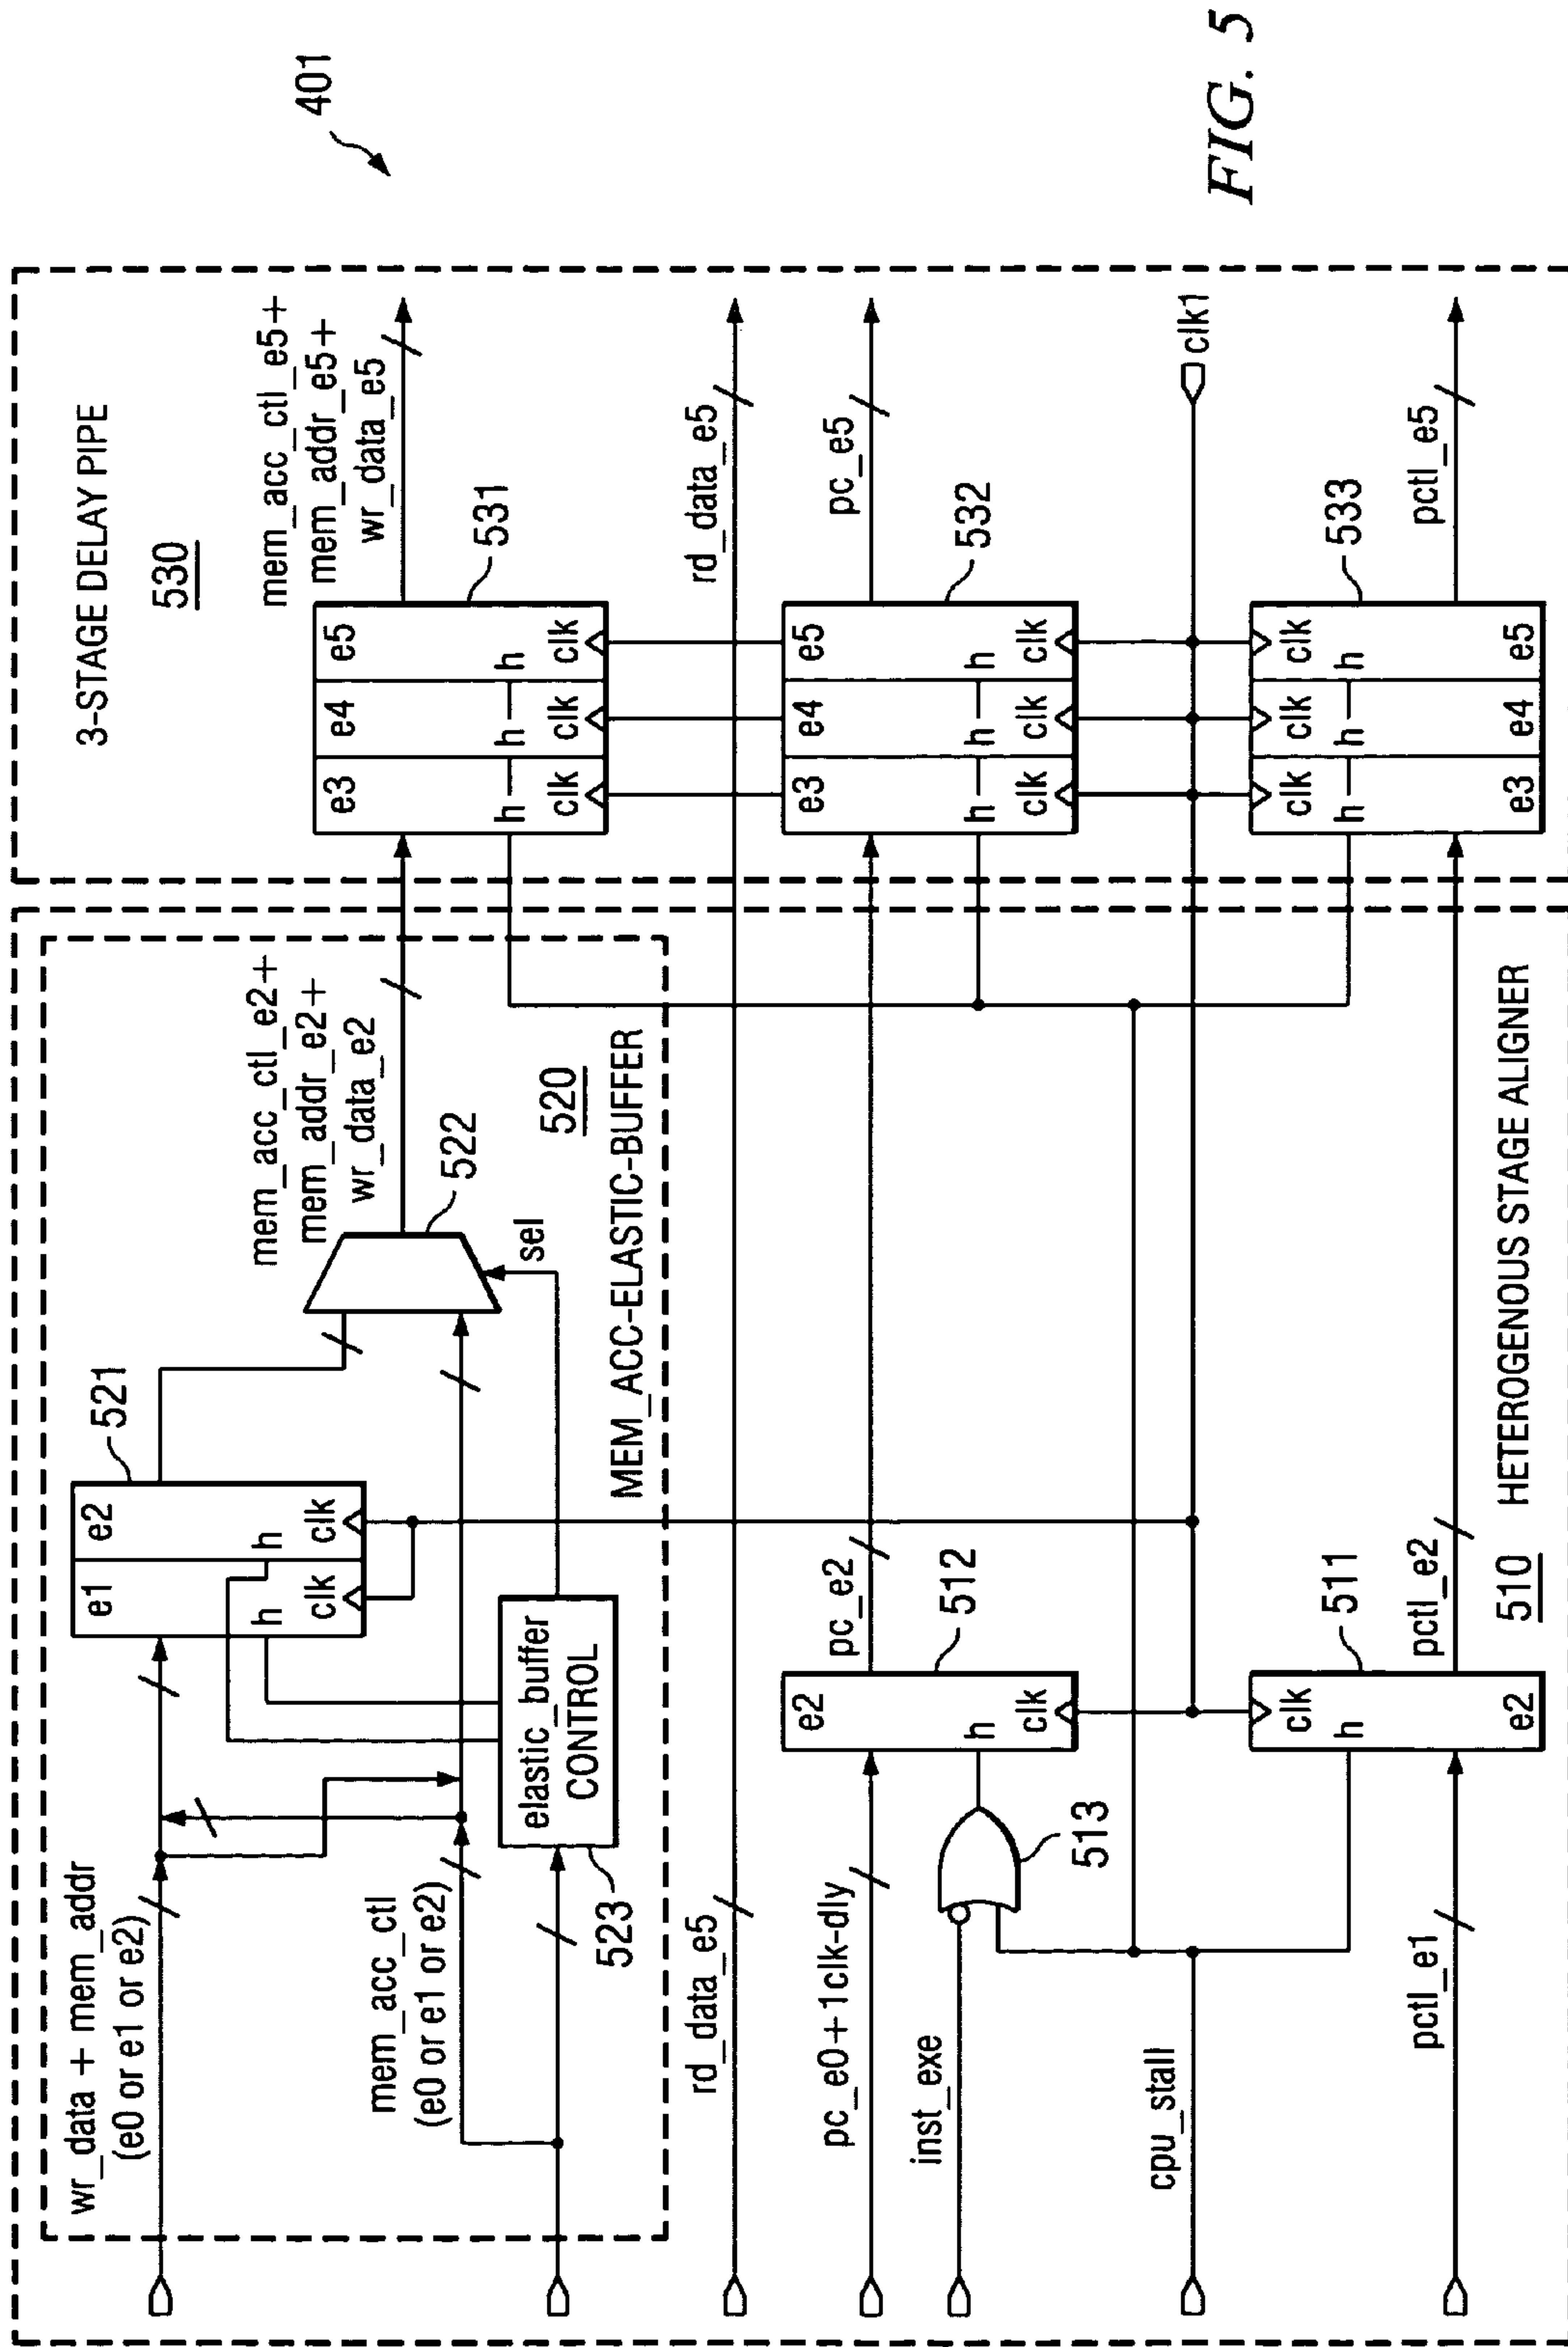 401
3-STAGE DELAY PIPE
530
mem_acc_ctl_e5+
mem_addr_e5+
wr_data_e5
531
e3
e4
e5
h
h
h
clk
clk
clk
rd_data_e5
pc_e5
532
e3
e4
e5
h
h
h
clk
clk
clk
clk1
533
clk
clk
clk
h
h
h
e3
e4
e5
pctl_e5
wr_data + mem_addr
(e0 or e1 or e2)
521
e1
e2
h
h
clk
clk
mem_acc_ctl_e2+
mem_addr_e2+
wr_data_e2
522
sel
mem_acc_ctl
(e0 or e1 or e2)
elastic_buffer
CONTROL
523
520
MEM_ACC-ELASTIC-BUFFER
rd_data_e5
pc_e0+1clk-dly
e2
h
clk
pc_e2
512
inst_exe
513
cpu_stall
pctl_e1
clk
h
e2
511
pctl_e2
510 HETEROGENOUS STAGE ALIGNER
FIG. 5